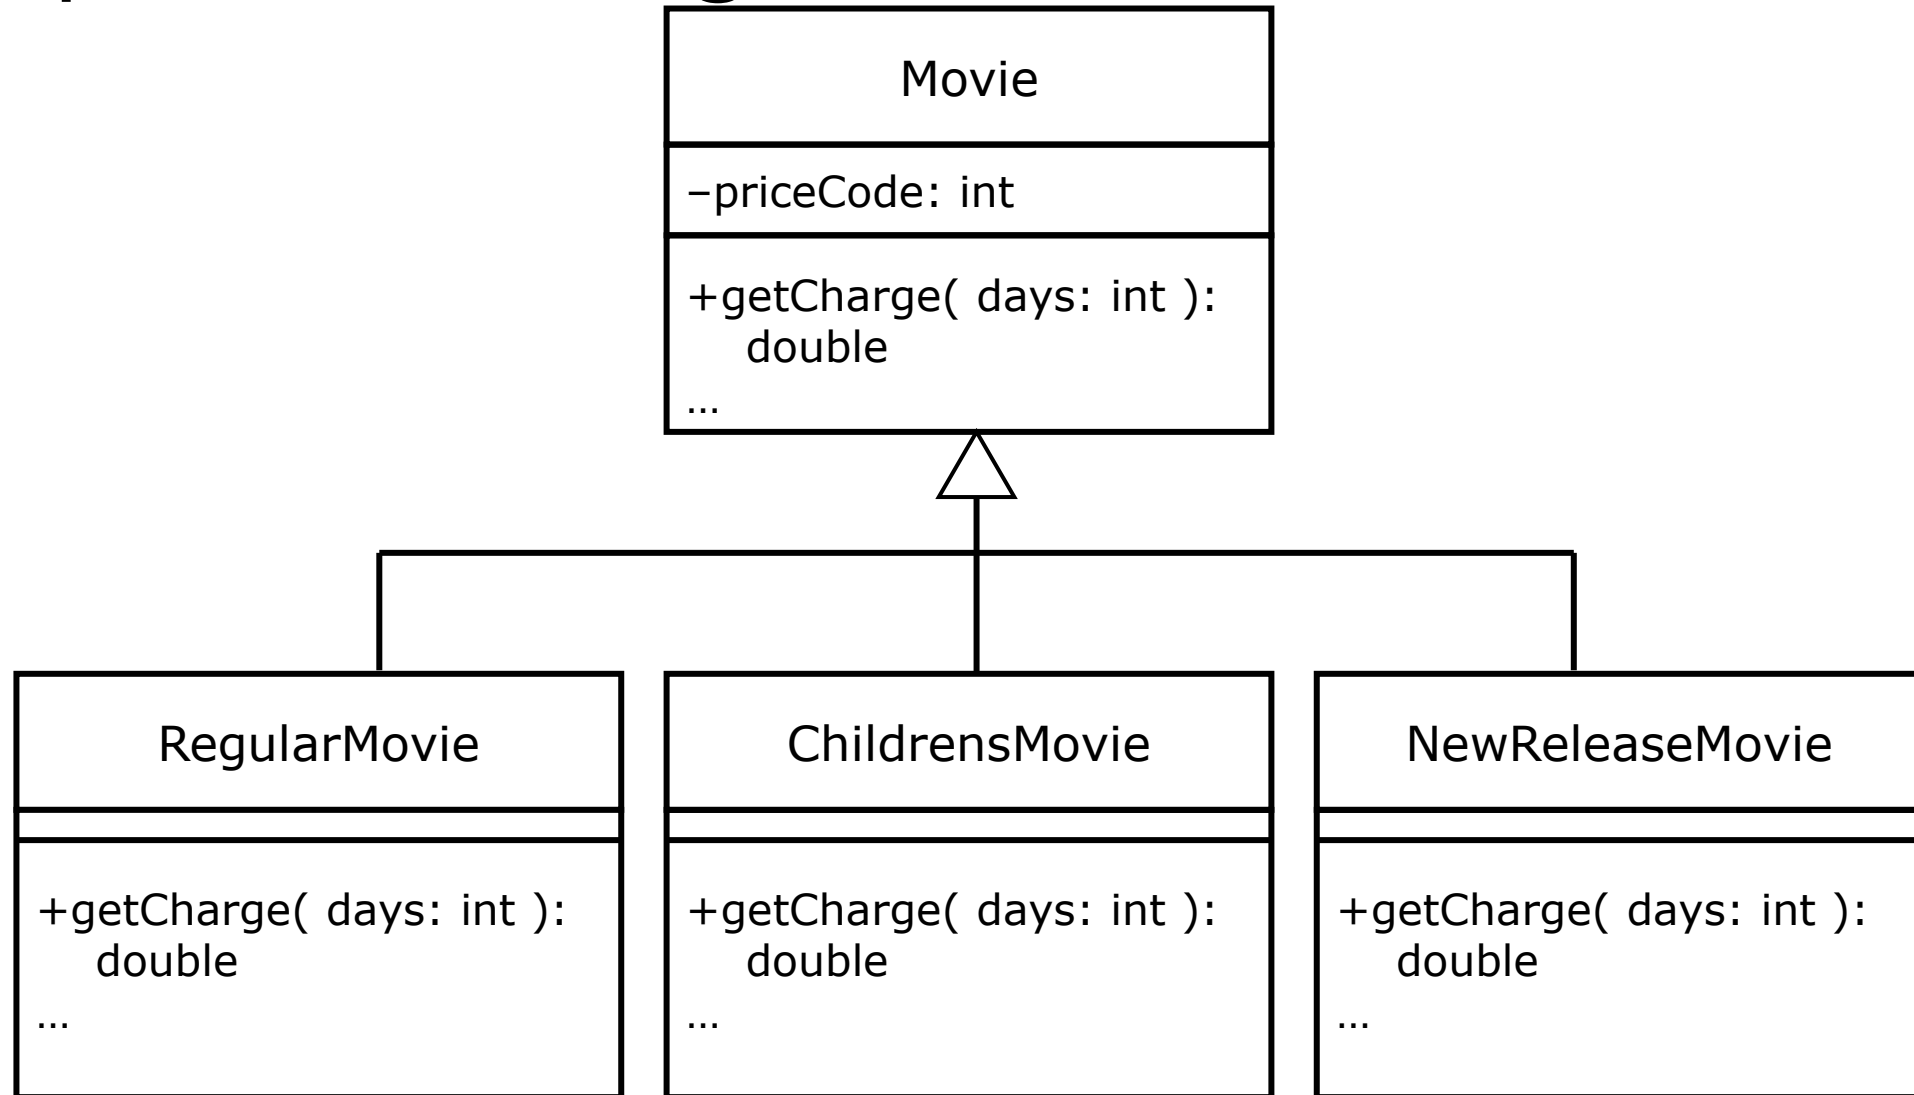 Movie
–priceCode: int
+getCharge( days: int ):
double
...
RegularMovie
ChildrensMovie
NewReleaseMovie
+getCharge( days: int ):
double
...
+getCharge( days: int ):
double
...
+getCharge( days: int ):
double
...